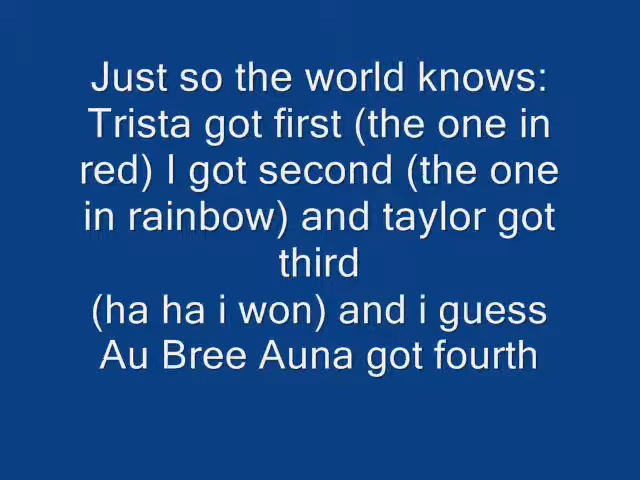 Just so the world knows:
Trista got first (the one in
red) I got second (the one
in rainbow) and taylor got
third
(ha ha i won) and i guess
Au Bree Auna got fourth